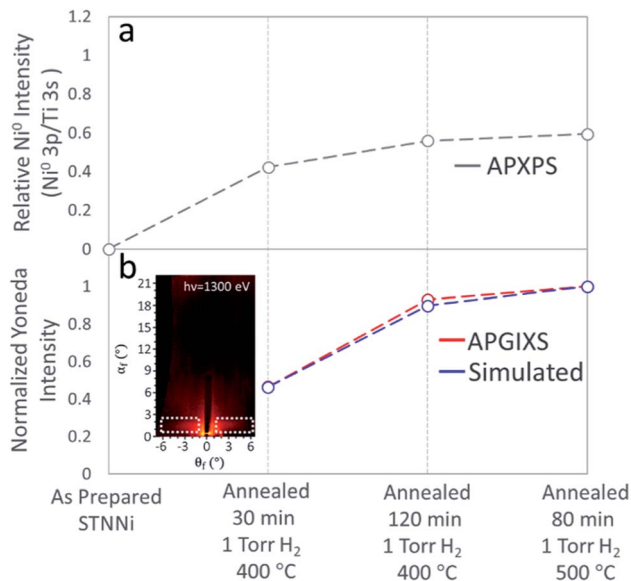 a
Relative Ni⁰ Intensity
(Ni⁰ 3p/Ti 3s)
1.2
1
0.8
0.6
0.4
0.2
0
APXPS
b
Normalized Yoneda
Intensity
1
0.8
0.6
0.4
0.2
0
hν=1300 eV
αf (°)
21
18
15
12
9
6
3
0
-6 -3 0 3 6
θf (°)
APGIXS
Simulated
As Prepared
STNNi
Annealed
30 min
1 Torr H₂
400 °C
Annealed
120 min
1 Torr H₂
400 °C
Annealed
80 min
1 Torr H₂
500 °C